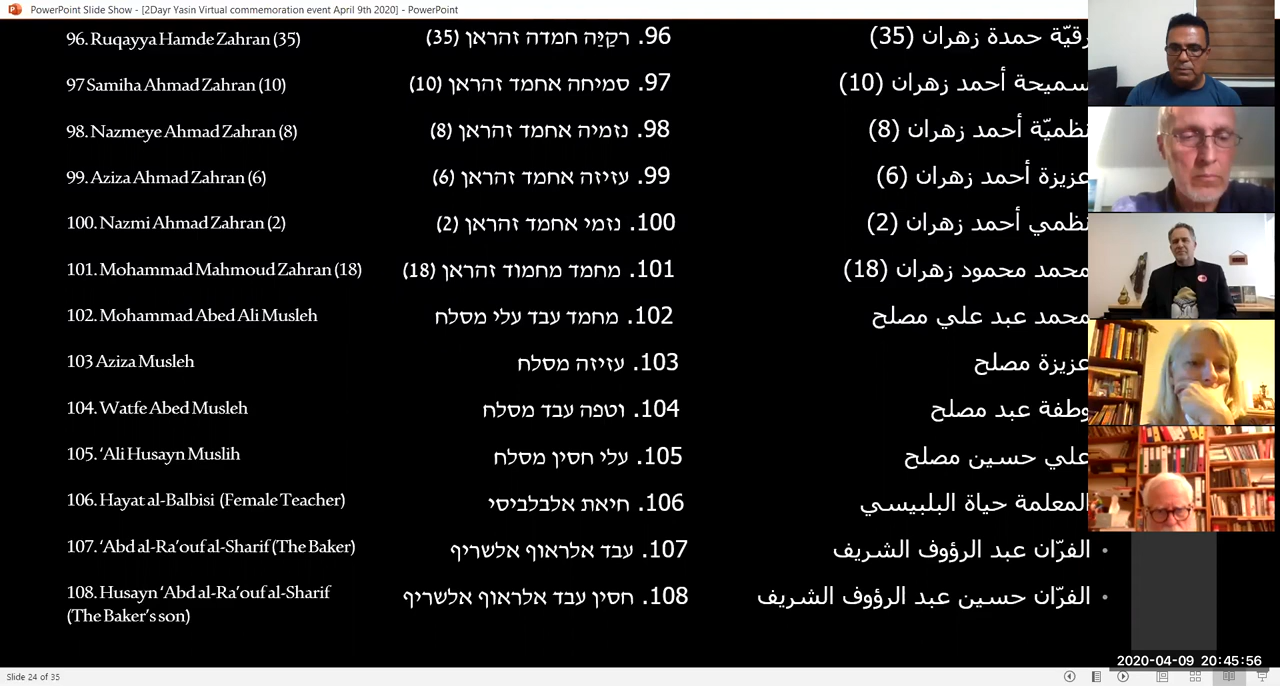 PowerPoint Slide Show - [2Dayr Yasin Virtual commemoration event April 9th 2020] - PowerPoint
96. Ruqayya Hamde Zahran (35)
97 Samiha Ahmad Zahran (10)
98. Nazmeye Ahmad Zahran (8)
99. Aziza Ahmad Zahran (6)
100. Nazmi Ahmad Zahran (2)
101. Mohammad Mahmoud Zahran (18)
102. Mohammad Abed Ali Musleh
103 Aziza Musleh
104. Watfe Abed Musleh
105. ‘Ali Husayn Muslih
106. Hayat al-Balbisi (Female Teacher)
107. ‘Abd al-Ra’ouf al-Sharif (The Baker)
108. Husayn ‘Abd al-Ra’ouf al-Sharif
(The Baker’s son)
96. רקַיַּה חמדה זהראן (35)
97. סמיחה אחמד זהראן (10)
98. נזמיה אחמד זהראן (8)
99. עזיזה אחמד זהראן (6)
100. נזמי אחמד זהראן (2)
101. מחמד מחמוד זהראן (18)
102. מחמד עבד עלי מסלח
103. עזיזה מסלח
104. וטפה עבד מסלח
105. עלי חסין מסלח
106. חיאת אלבלביסי
107. עבד אלראוף אלשריף
108. חסין עבד אלראוף אלשריף
رقيّة حمدة زهران (35)
سميحة أحمد زهران (10)
نظميّة أحمد زهران (8)
عزيزة أحمد زهران (6)
نظمي أحمد زهران (2)
محمد محمود زهران (18)
محمد عبد علي مصلح
عزيزة مصلح
وطفة عبد مصلح
علي حسين مصلح
المعلمة حياة البلبيسي
• الفرّان عبد الرؤوف الشريف
• الفرّان حسين عبد الرؤوف الشريف
2020-04-09 20:45:56
Slide 24 of 35